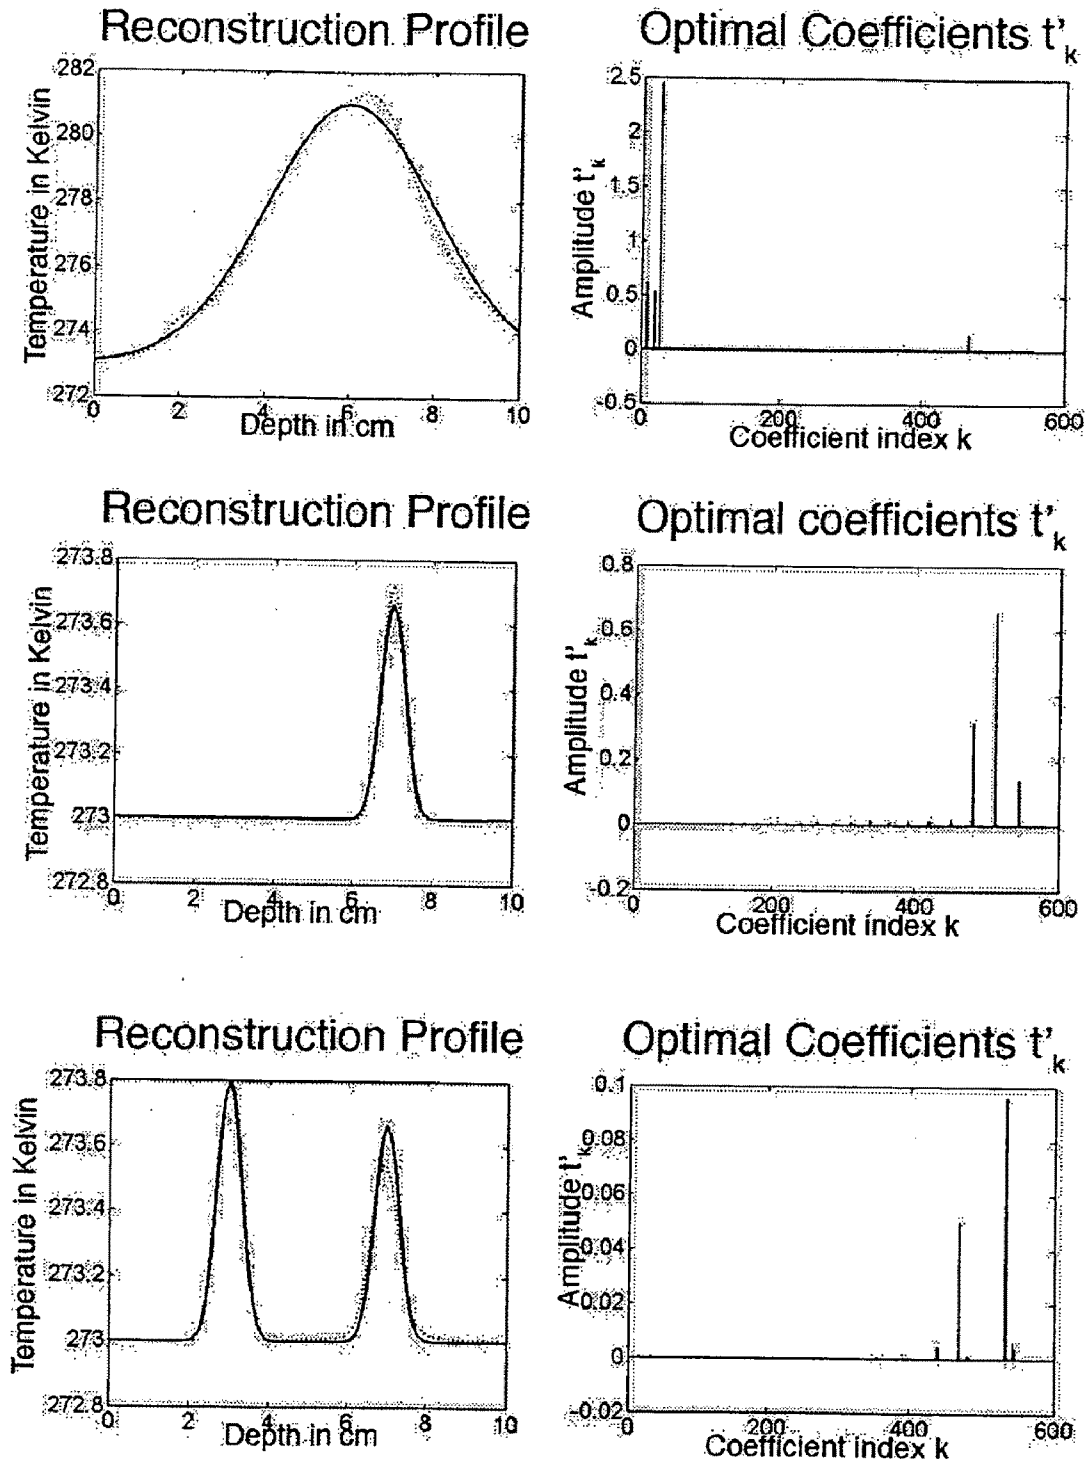 Reconstruction Profile
Temperature in Kelvin
282
280
278
276
274
272
0 2 4 6 8 10
Depth in cm
Optimal Coefficients t'k
Amplitude t'k
2.5
2
1.5
1
0.5
0
-0.5
0 200 400 600
Coefficient index k
Reconstruction Profile
Temperature in Kelvin
273.8
273.6
273.4
273.2
273
272.8
0 2 4 6 8 10
Depth in cm
Optimal coefficients t'k
Amplitude t'k
0.8
0.6
0.4
0.2
0
-0.2
0 200 400 600
Coefficient index k
Reconstruction Profile
Temperature in Kelvin
273.8
273.6
273.4
273.2
273
272.8
0 2 4 6 8 10
Depth in cm
Optimal Coefficients t'k
Amplitude t'k
0.1
0.08
0.06
0.04
0.02
0
-0.02
0 200 400 600
Coefficient index k